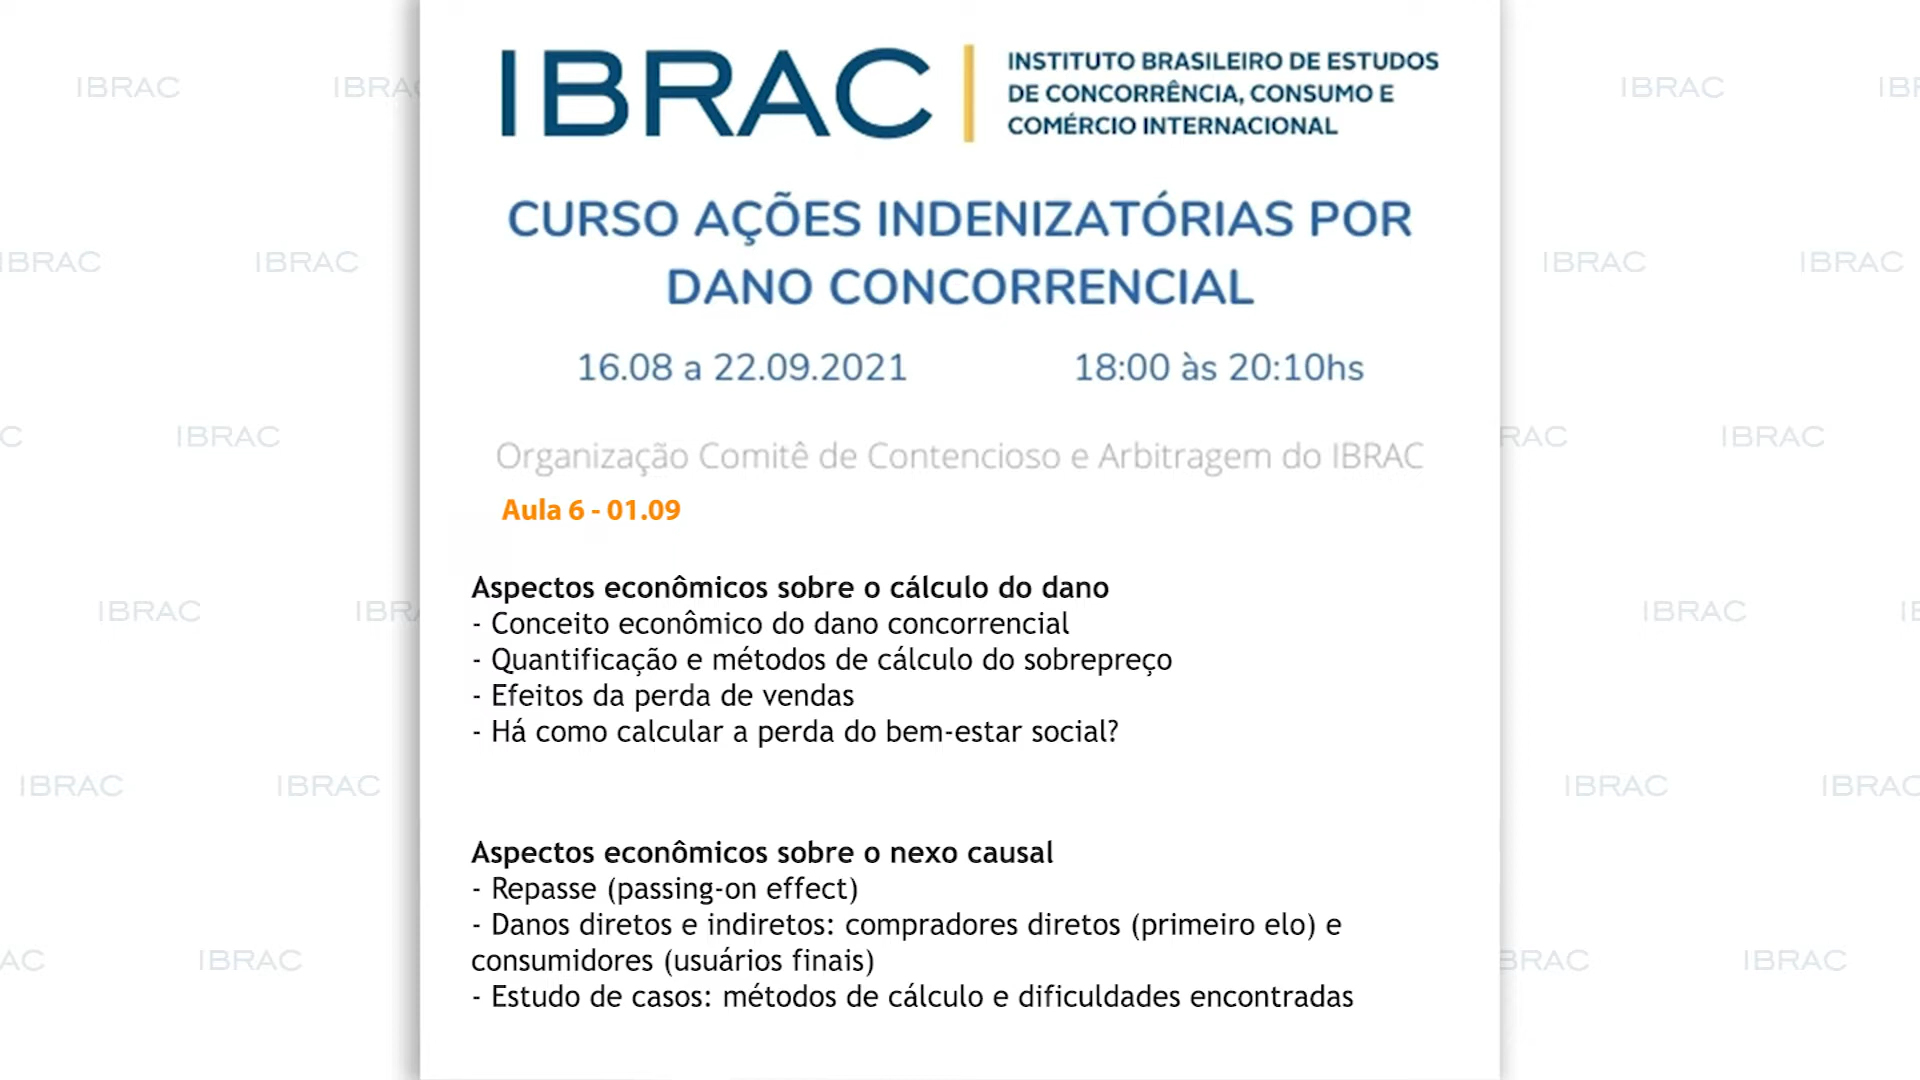 IBRAC
INSTITUTO BRASILEIRO DE ESTUDOS
DE CONCORRÊNCIA, CONSUMO E
COMÉRCIO INTERNACIONAL
CURSO AÇÕES INDENIZATÓRIAS POR
DANO CONCORRENCIAL
16.08 a 22.09.2021 18:00 às 20:10hs
Organização Comitê de Contencioso e Arbitragem do IBRAC
Aula 6 - 01.09
Aspectos econômicos sobre o cálculo do dano
- Conceito econômico do dano concorrencial
- Quantificação e métodos de cálculo do sobrepreço
- Efeitos da perda de vendas
- Há como calcular a perda do bem-estar social?
Aspectos econômicos sobre o nexo causal
- Repasse (passing-on effect)
- Danos diretos e indiretos: compradores diretos (primeiro elo) e
consumidores (usuários finais)
- Estudo de casos: métodos de cálculo e dificuldades encontradas